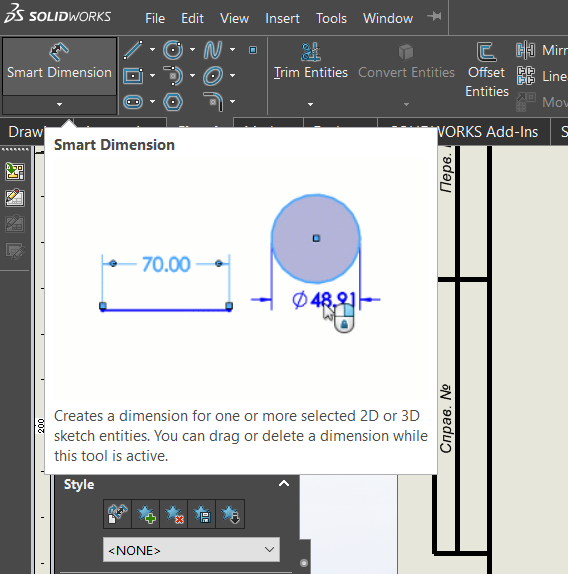 SOLIDWORKS File Edit View Insert Tools Window
Smart Dimension
Trim Entities Convert Entities Offset Entities
Mirr
Line
Mov
Draw
SOLIDWORKS Add-Ins S
Smart Dimension
70.00
Ø48.91
Creates a dimension for one or more selected 2D or 3D
sketch entities. You can drag or delete a dimension while
this tool is active.
Style
<NONE>
200
Перв.
Справ. №